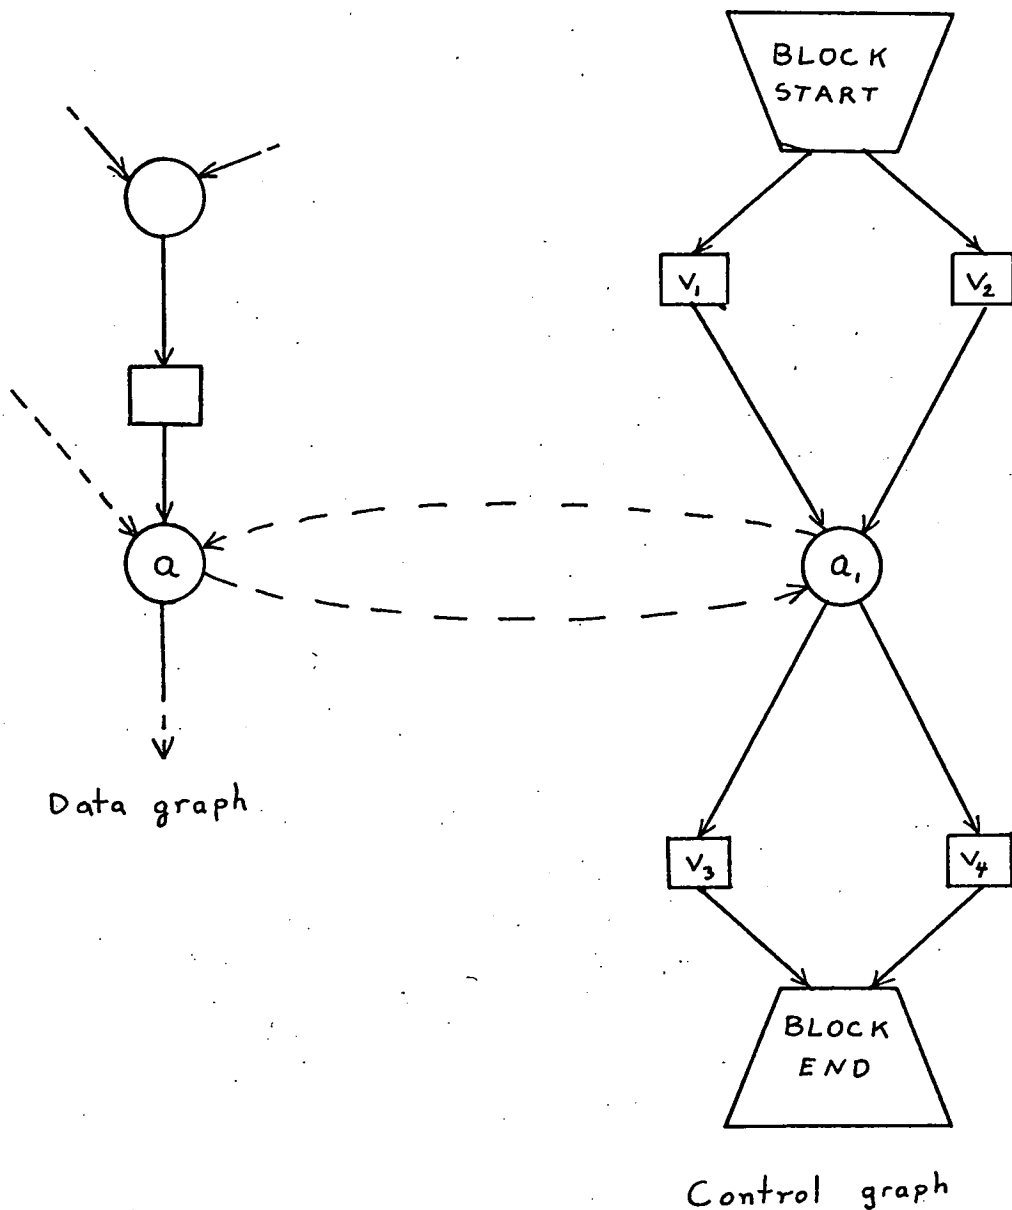 BLOCK
START
V₁
V₂
a
a₁
Data graph
V₃
V₄
BLOCK
END
Control graph